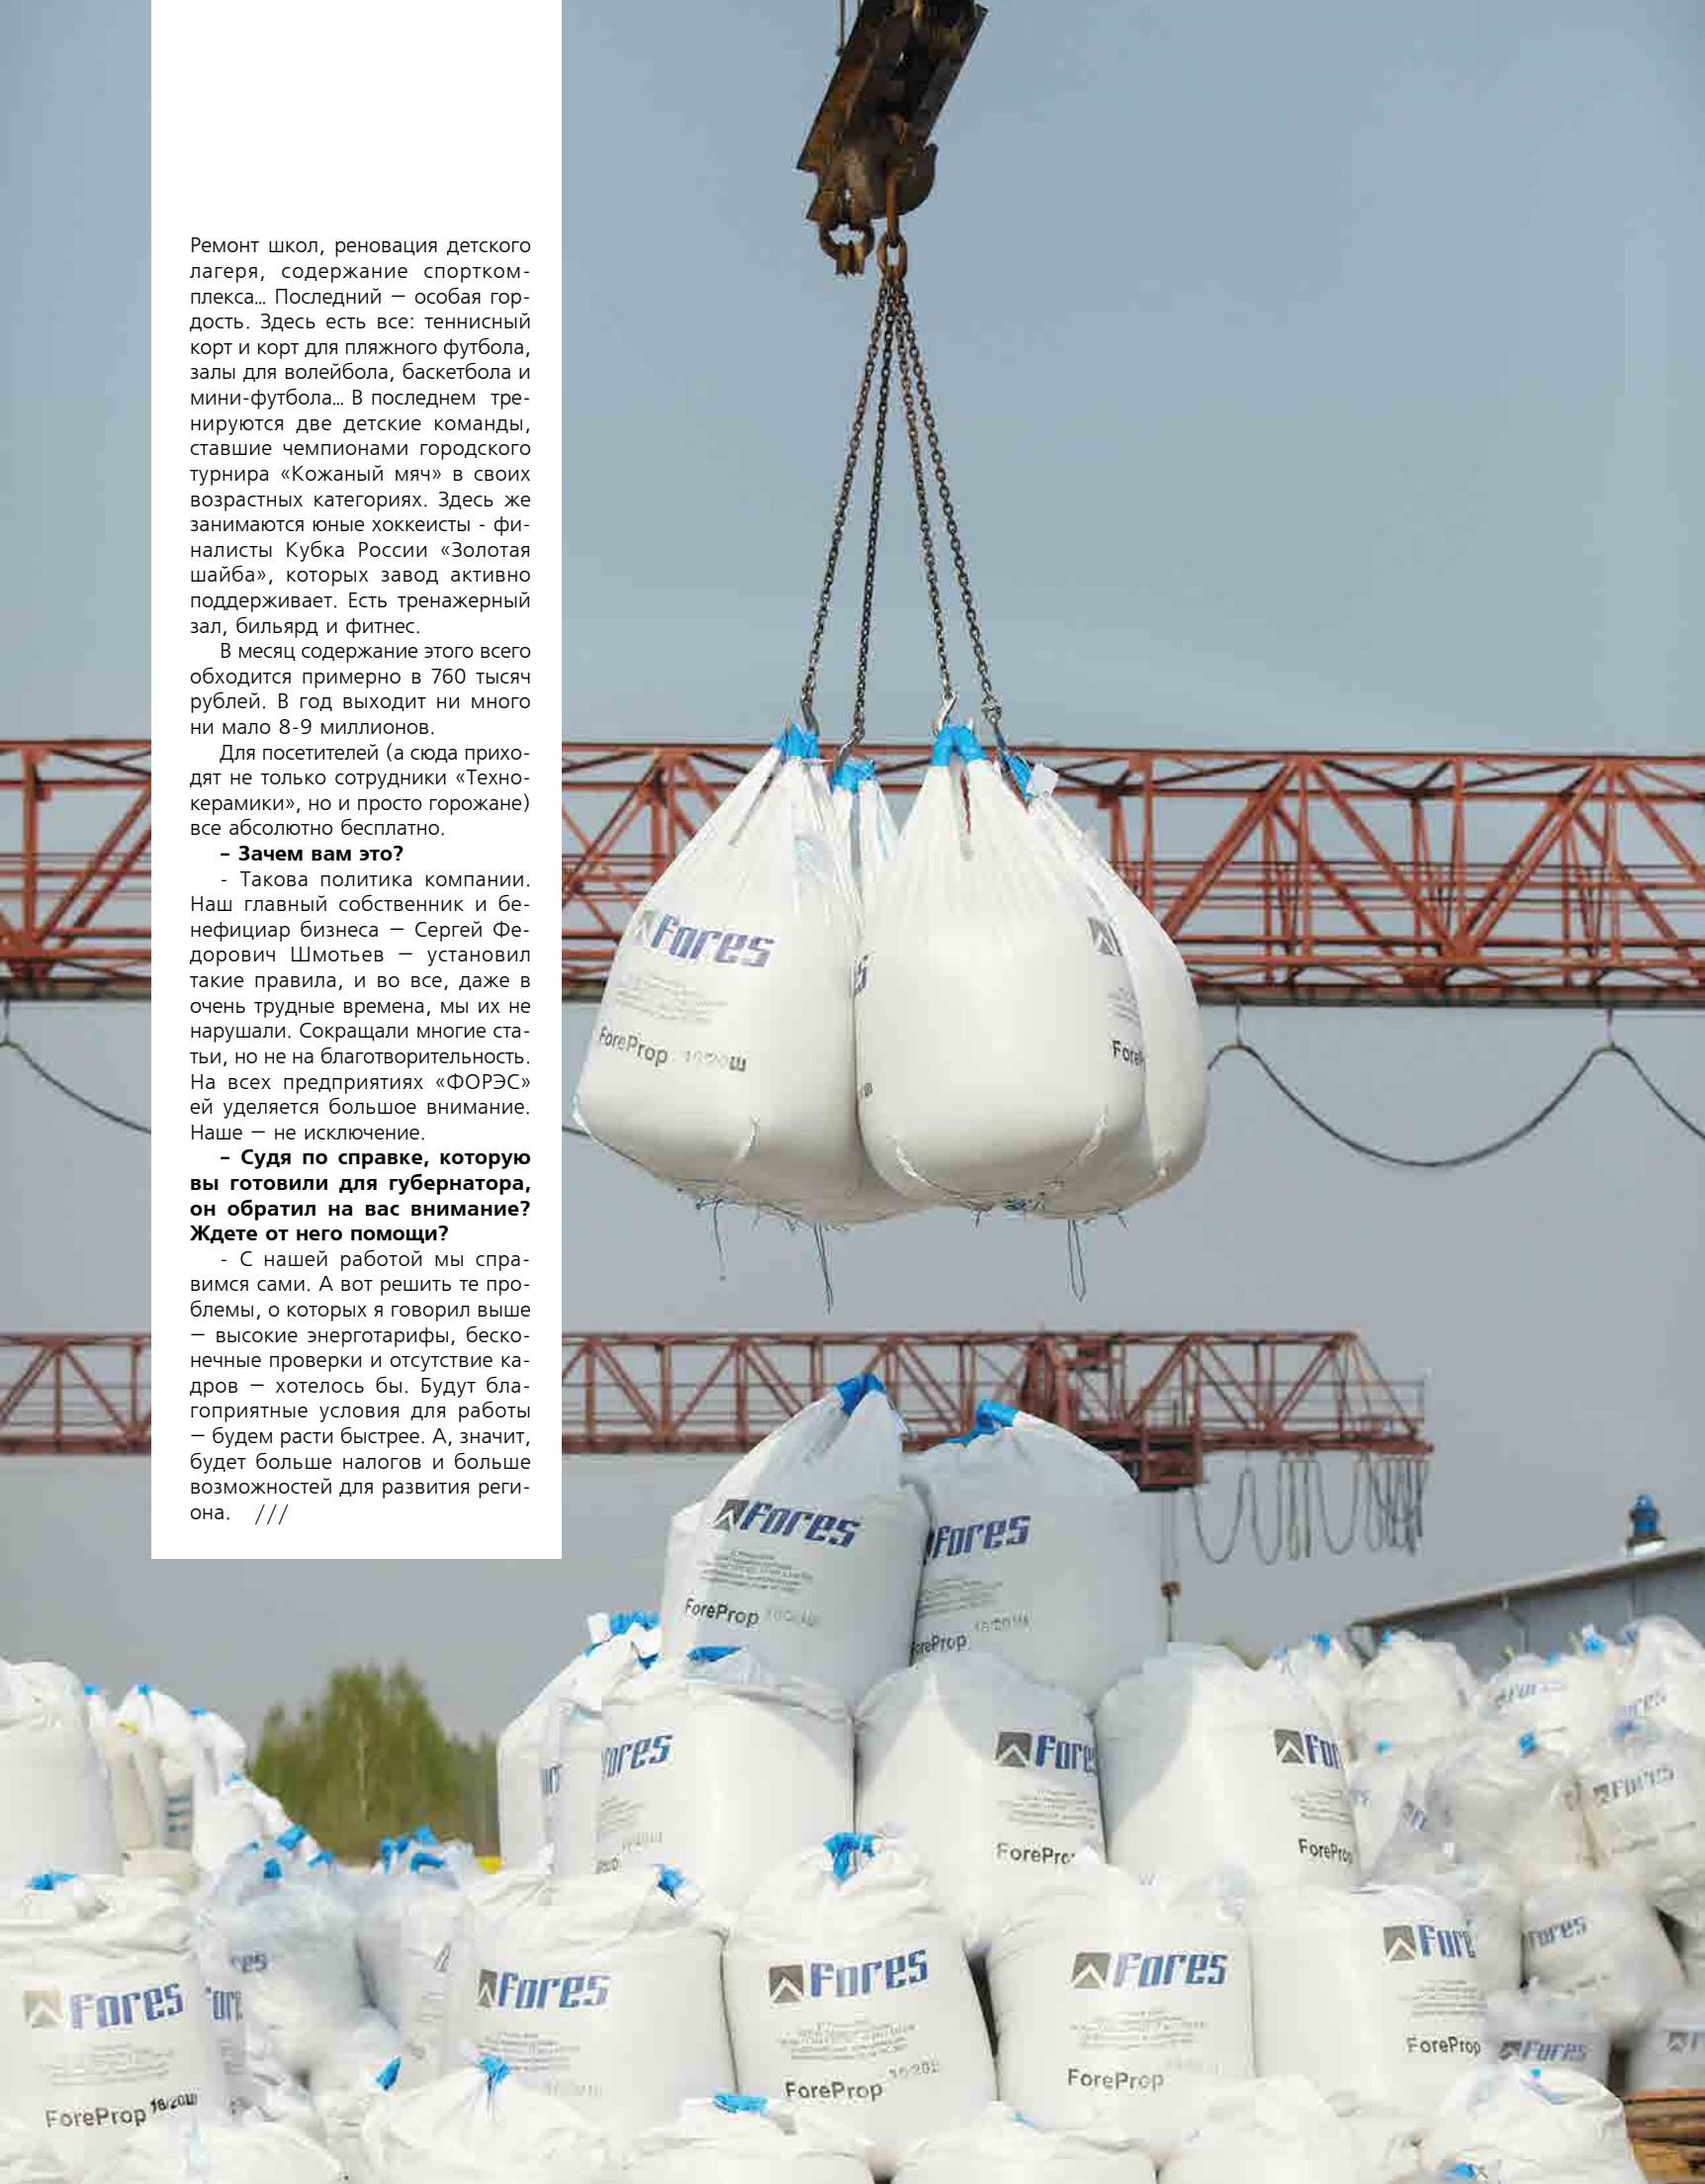 Ремонт школ, реновация детского
лагеря, содержание спортком-
плекса... Последний — особая гор-
дость. Здесь есть все: теннисный
корт и корт для пляжного футбола,
залы для волейбола, баскетбола и
мини-футбола... В последнем тре-
нируются две детские команды,
ставшие чемпионами городского
турнира «Кожаный мяч» в своих
возрастных категориях. Здесь же
занимаются юные хоккеисты - фи-
налисты Кубка России «Золотая
шайба», которых завод активно
поддерживает. Есть тренажерный
зал, бильярд и фитнес.
В месяц содержание этого всего
обходится примерно в 760 тысяч
рублей. В год выходит ни много
ни мало 8-9 миллионов.
Для посетителей (а сюда прихо-
дят не только сотрудники «Техно-
керамики», но и просто горожане)
все абсолютно бесплатно.
– Зачем вам это?
- Такова политика компании.
Наш главный собственник и бе-
нефициар бизнеса — Сергей Фе-
дорович Шмотьев — установил
такие правила, и во все, даже в
очень трудные времена, мы их не
нарушали. Сокращали многие ста-
тьи, но не на благотворительность.
На всех предприятиях «ФОРЭС»
ей уделяется большое внимание.
Наше — не исключение.
– Судя по справке, которую
вы готовили для губернатора,
он обратил на вас внимание?
Ждете от него помощи?
- С нашей работой мы спра-
вимся сами. А вот решить те про-
блемы, о которых я говорил выше
— высокие энерготарифы, беско-
нечные проверки и отсутствие ка-
дров — хотелось бы. Будут бла-
гоприятные условия для работы
— будем расти быстрее. А, значит,
будет больше налогов и больше
возможностей для развития реги-
она. ///
Fores
ForeProp
Fores
ForeProp
Fores
Fores
ForeProp 16/20Ш
Fores
Fores
ForeProp
Fores
ForeProp
ForeProp
Fores